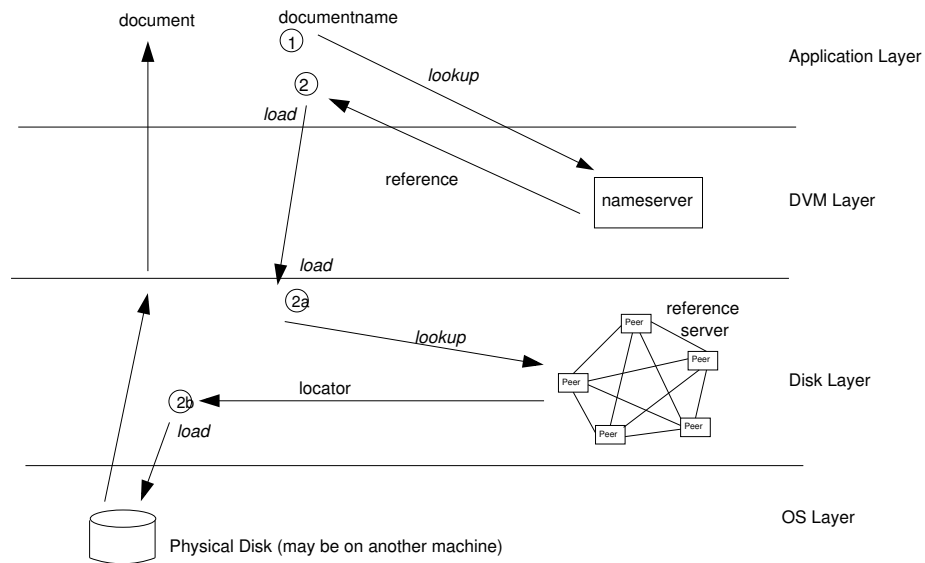 document
documentname
1
lookup
Application Layer
2
load
reference
nameserver
DVM Layer
load
2a
lookup
reference
server
Peer
Peer
Peer
Peer
Peer
locator
Disk Layer
2b
load
OS Layer
Physical Disk (may be on another machine)